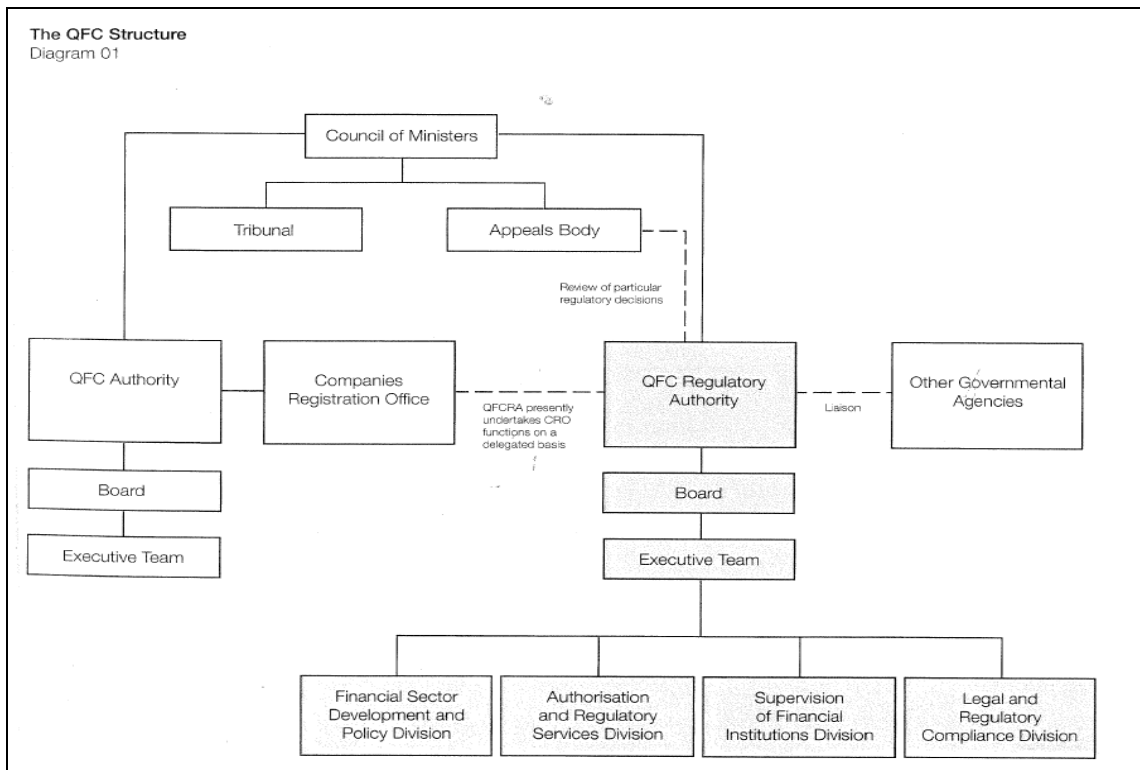 The QFC Structure
Diagram 01
Council of Ministers
Tribunal
Appeals Body
Review of particular
regulatory decisions
QFC Authority
Companies
Registration Office
QFCRA presently
undertakes CRO
functions on a
delegated basis
QFC Regulatory
Authority
Liaison
Other Governmental
Agencies
Board
Executive Team
Board
Executive Team
Financial Sector
Development and
Policy Division
Authorisation
and Regulatory
Services Division
Supervision
of Financial
Institutions Division
Legal and
Regulatory
Compliance Division